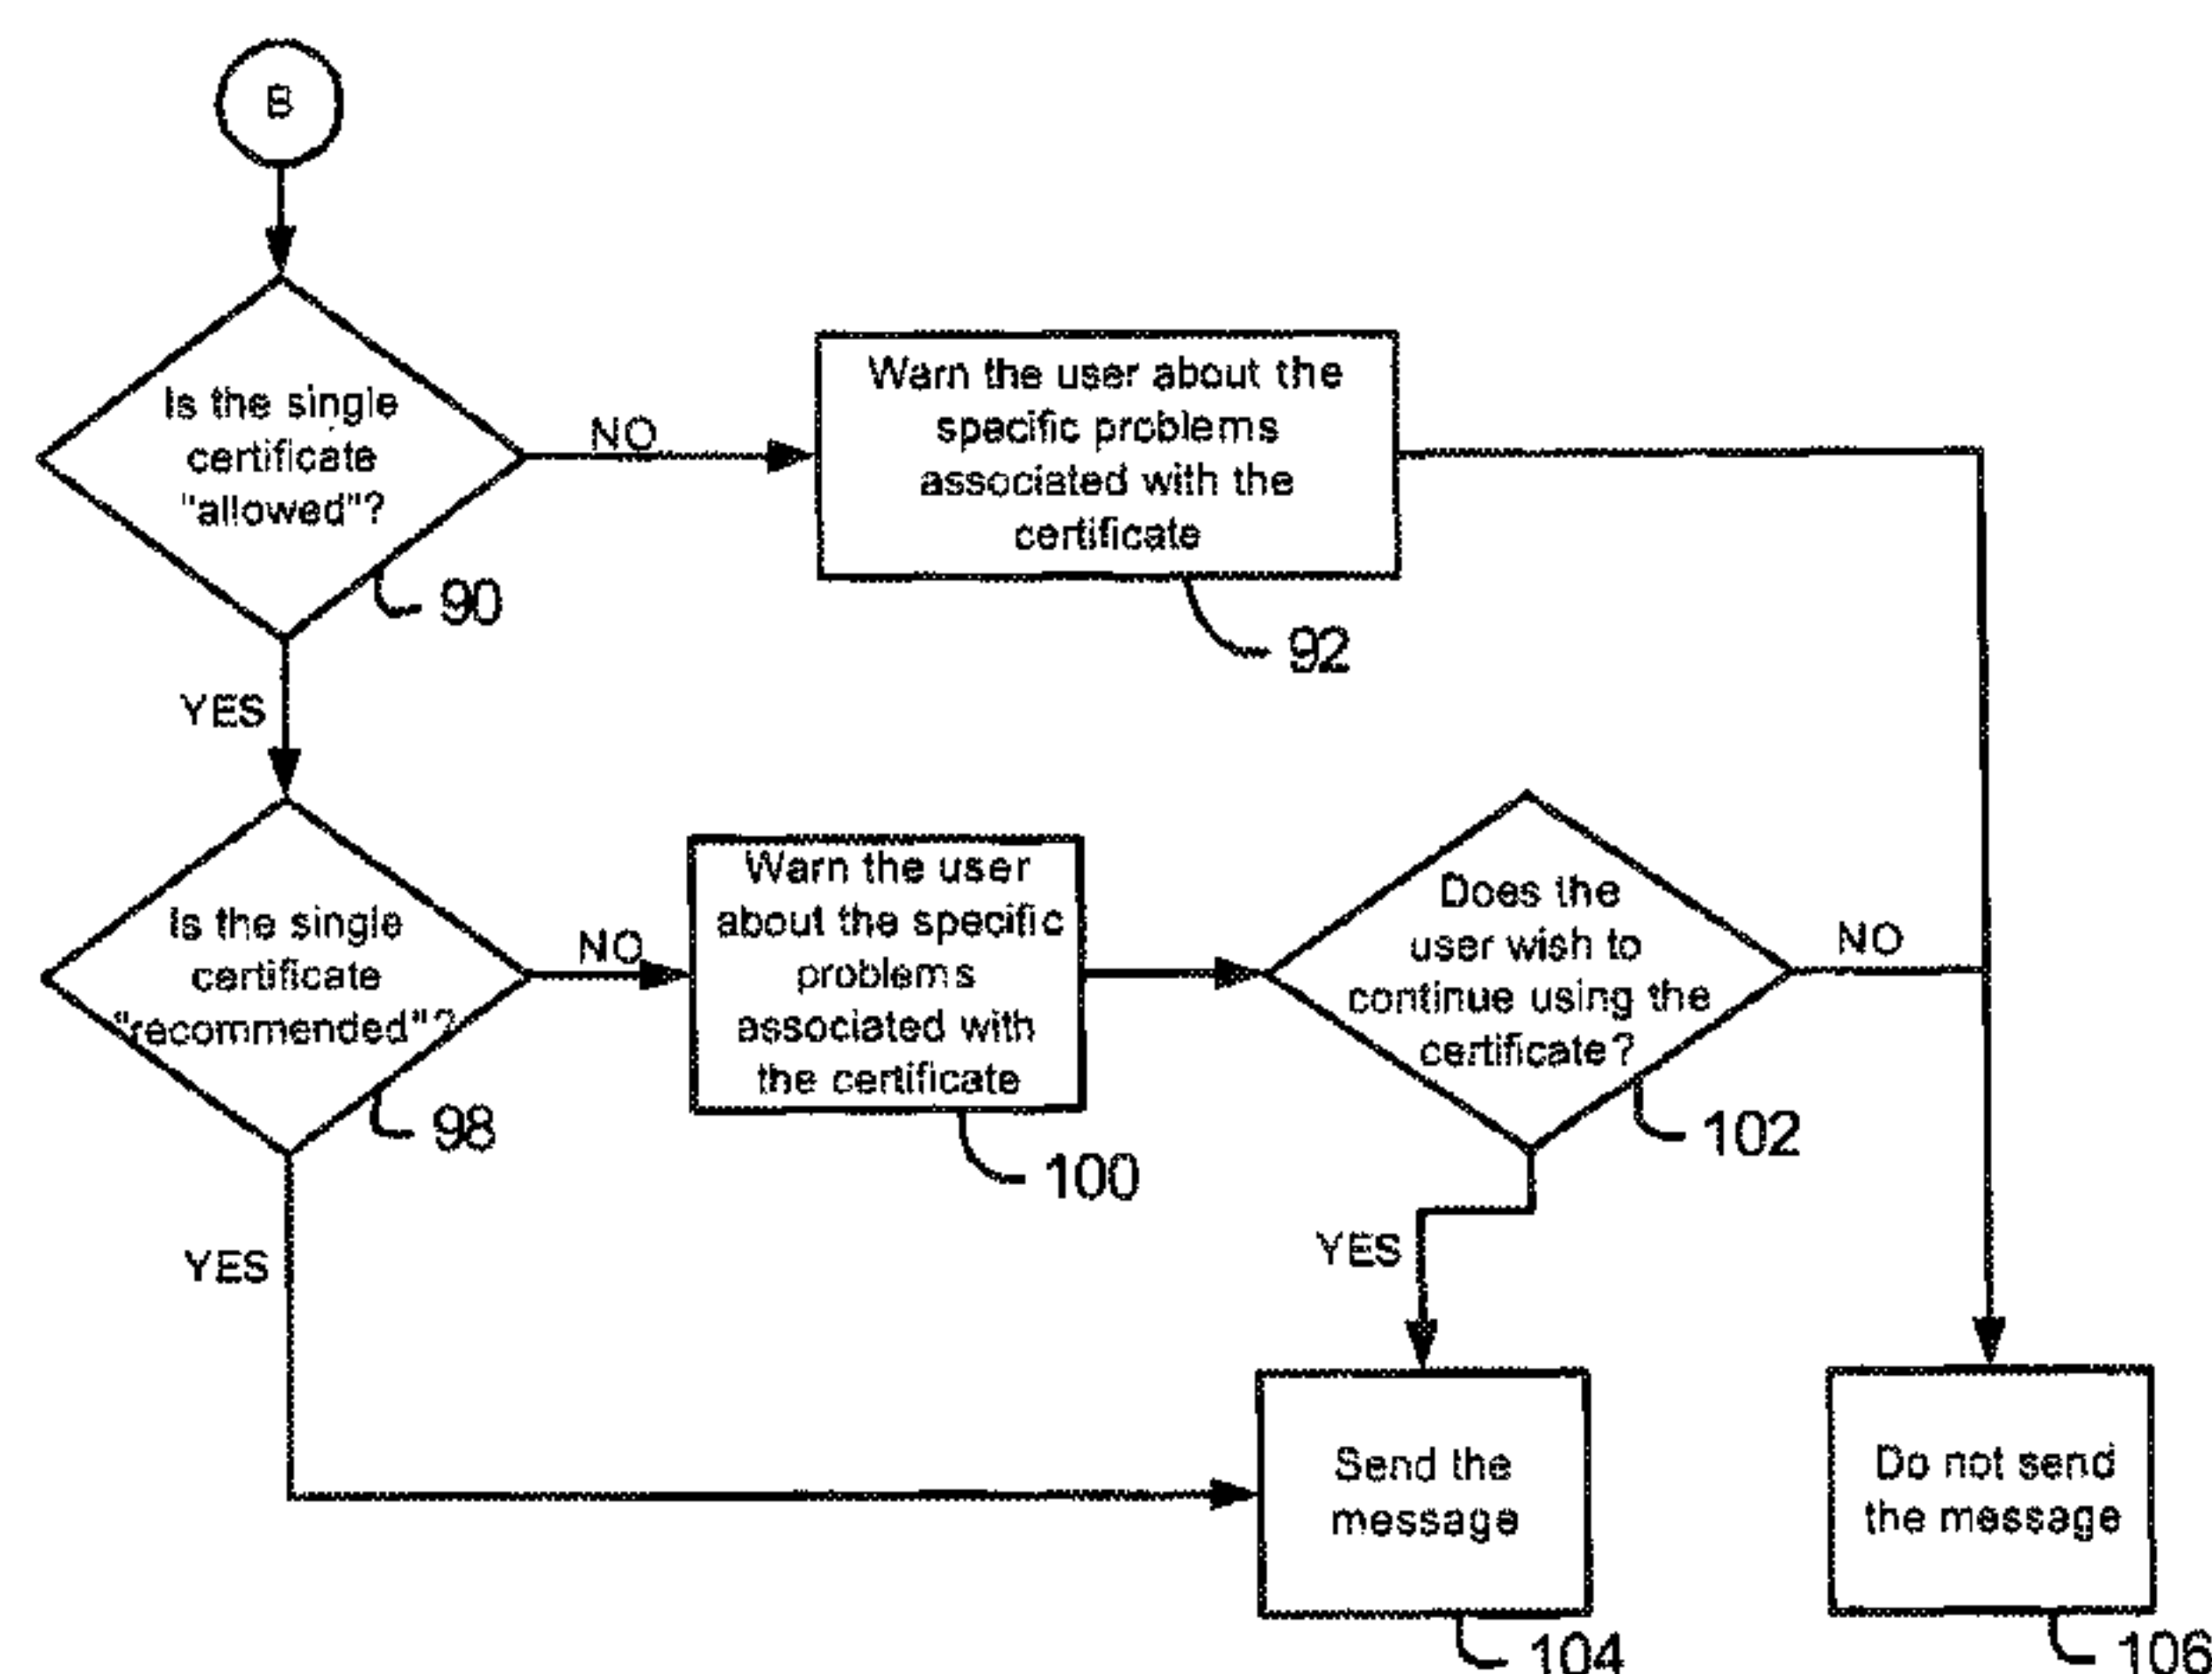 B
Is the single
certificate
"allowed"?
90
NO
Warn the user about the
specific problems
associated with the
certificate
92
YES
Is the single
certificate
"recommended"?
98
NO
Warn the user
about the specific
problems
associated with
the certificate
100
Does the
user wish to
continue using the
certificate?
102
NO
YES
YES
Send the
message
104
Do not send
the message
106